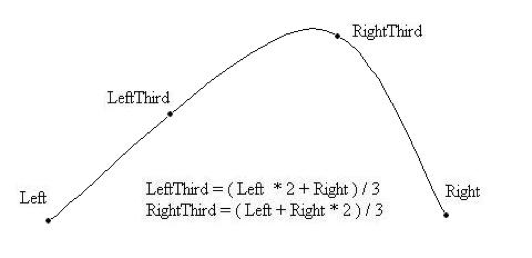 RightThird
LeftThird
Left
Right
LeftThird = ( Left * 2 + Right ) / 3
RightThird = ( Left + Right * 2 ) / 3